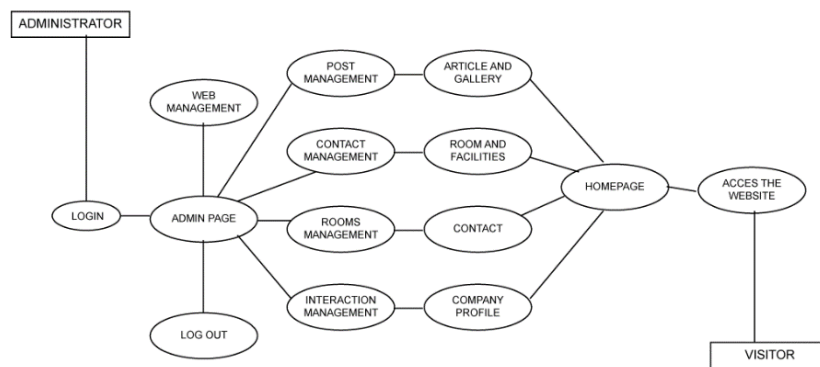 ADMINISTRATOR
POST
MANAGEMENT
ARTICLE AND
GALLERY
WEB
MANAGEMENT
CONTACT
MANAGEMENT
ROOM AND
FACILITIES
HOMEPAGE
ACCES THE
WEBSITE
LOGIN
ADMIN PAGE
ROOMS
MANAGEMENT
CONTACT
INTERACTION
MANAGEMENT
COMPANY
PROFILE
LOG OUT
VISITOR